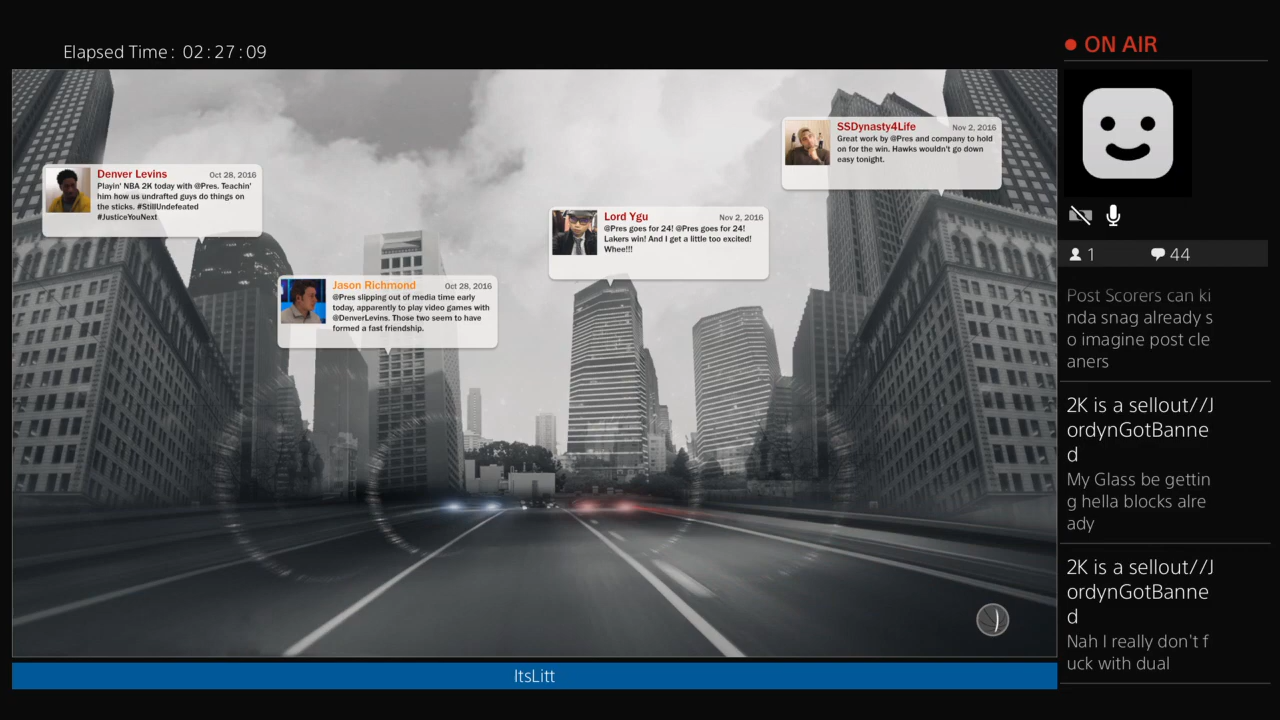 Elapsed Time: 02:27:09
ON AIR
SSDynasty4Life Nov 2, 2016
Great work by @Pres and company to hold
on for the win. Hawks wouldn't go down
easy tonight.
Denver Levins Oct 28, 2016
Playin' NBA 2K today with @Pres. Teachin'
him how us undrafted guys do things on
the sticks. #StillUndefeated
#JusticeYouNext
Lord Ygu Nov 2, 2016
@Pres goes for 24! @Pres goes for 24!
Lakers win! And I get a little too excited!
Whee!!!
Jason Richmond Oct 28, 2016
@Pres slipping out of media time early
today, apparently to play video games with
@DenverLevins. Those two seem to have
formed a fast friendship.
1 44
Post Scorers can ki
nda snag already s
o imagine post cle
aners
2K is a sellout//J
ordynGotBanne
d
My Glass be gettin
g hella blocks alre
ady
2K is a sellout//J
ordynGotBanne
d
Nah I really don't f
uck with dual
ItsLitt